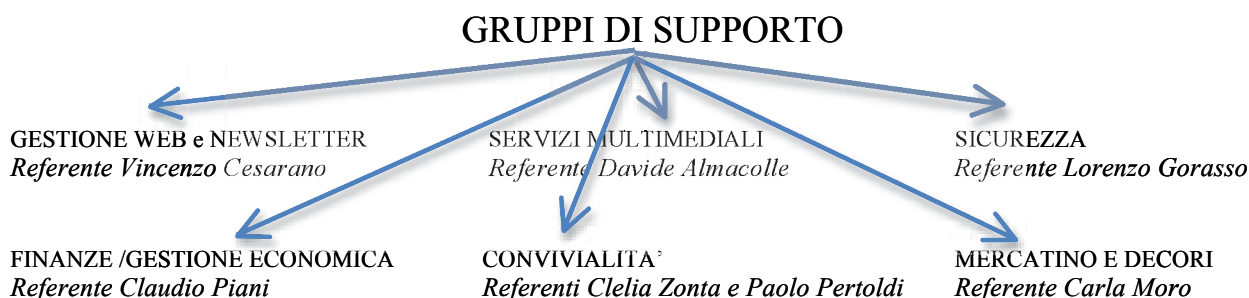 GRUPPI DI SUPPORTO
GESTIONE WEB e NEWSLETTER
Referente Vincenzo Cesarano
SERVIZI MULTIMEDIALI
Referente Davide Almacolle
SICUREZZA
Referente Lorenzo Gorasso
FINANZE /GESTIONE ECONOMICA
Referente Claudio Piani
CONVIVIALITA’
Referenti Clelia Zonta e Paolo Pertoldi
MERCATINO E DECORI
Referente Carla Moro